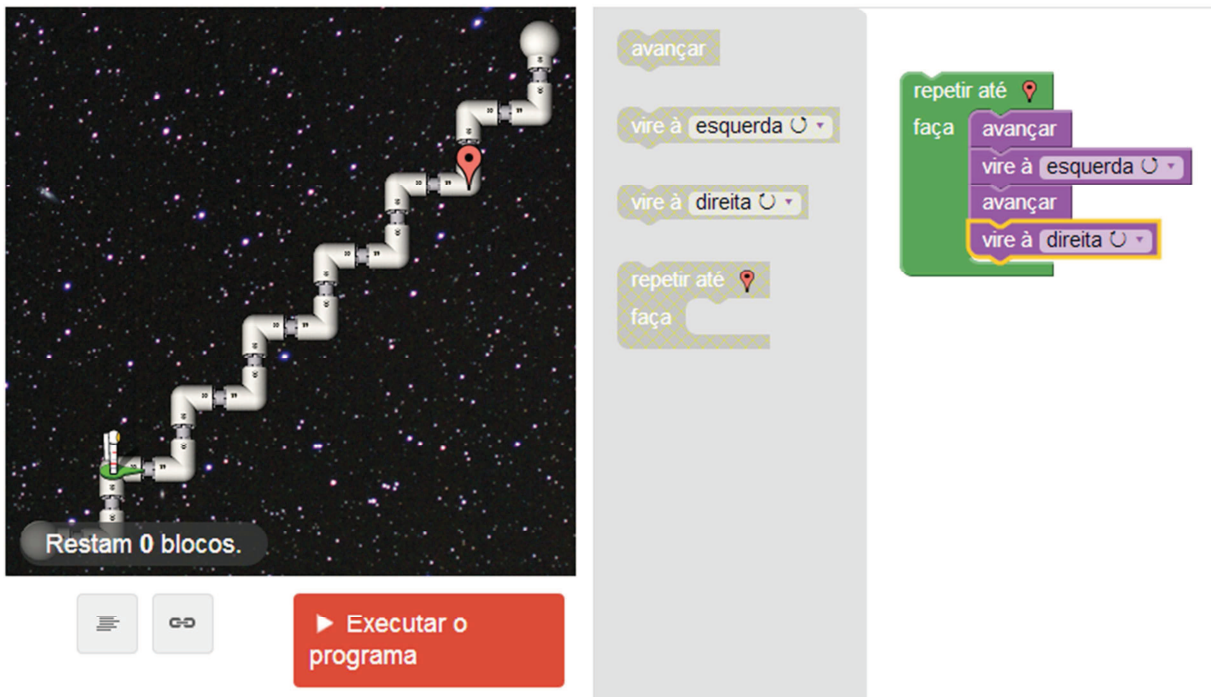 Restam 0 blocos.
Executar o
programa
avançar
vire à esquerda
vire à direita
repetir até
faça
repetir até
faça
avançar
vire à esquerda
avançar
vire à direita